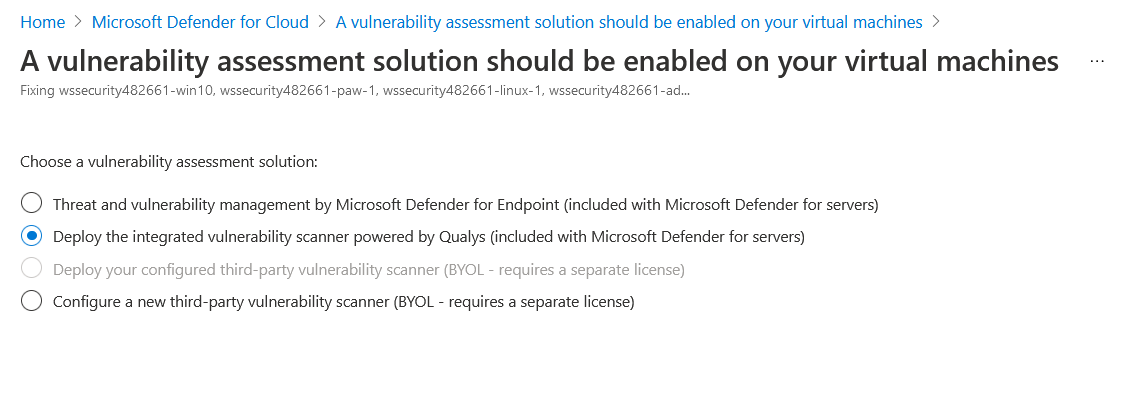 Home > Microsoft Defender for Cloud > A vulnerability assessment solution should be enabled on your virtual machines >
A vulnerability assessment solution should be enabled on your virtual machines ...
Fixing wssecurity482661-win10, wssecurity482661-paw-1, wssecurity482661-linux-1, wssecurity482661-ad...
Choose a vulnerability assessment solution:
Threat and vulnerability management by Microsoft Defender for Endpoint (included with Microsoft Defender for servers)
Deploy the integrated vulnerability scanner powered by Qualys (included with Microsoft Defender for servers)
Deploy your configured third-party vulnerability scanner (BYOL - requires a separate license)
Configure a new third-party vulnerability scanner (BYOL - requires a separate license)